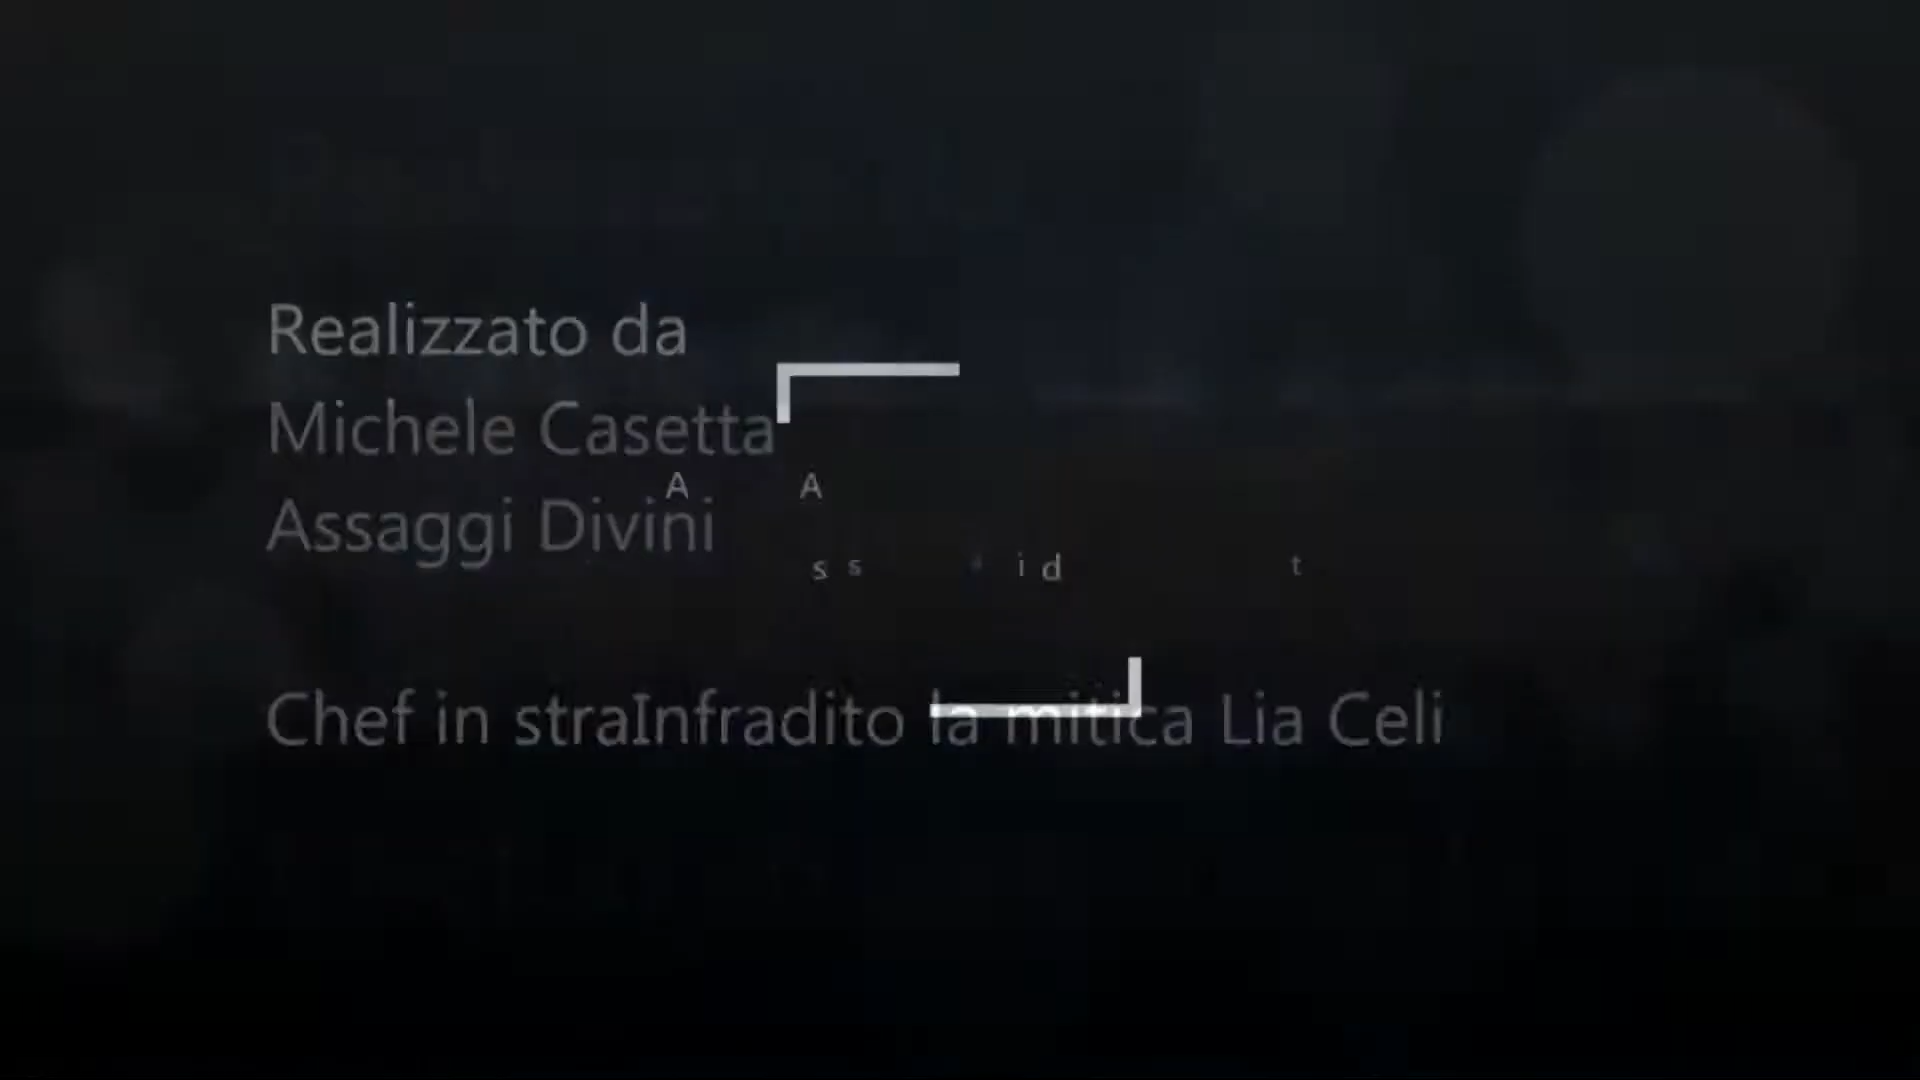 Realizzato da
Michele Casetta
A A
Assaggi Divini
s s i d t
Chef in straInfradito la mitica Lia Celi